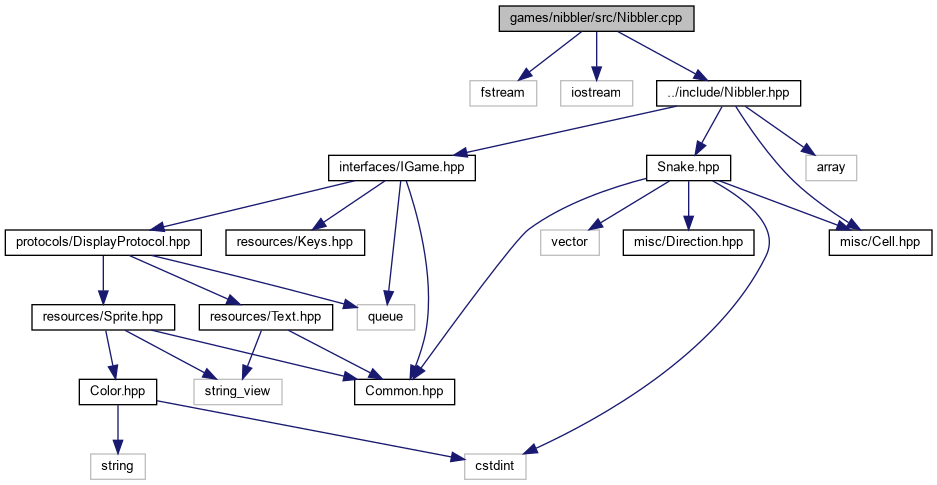 games/nibbler/src/Nibbler.cpp
fstream
iostream
../include/Nibbler.hpp
interfaces/IGame.hpp
Snake.hpp
array
protocols/DisplayProtocol.hpp
resources/Keys.hpp
vector
misc/Direction.hpp
misc/Cell.hpp
resources/Sprite.hpp
resources/Text.hpp
queue
Color.hpp
string_view
Common.hpp
string
cstdint